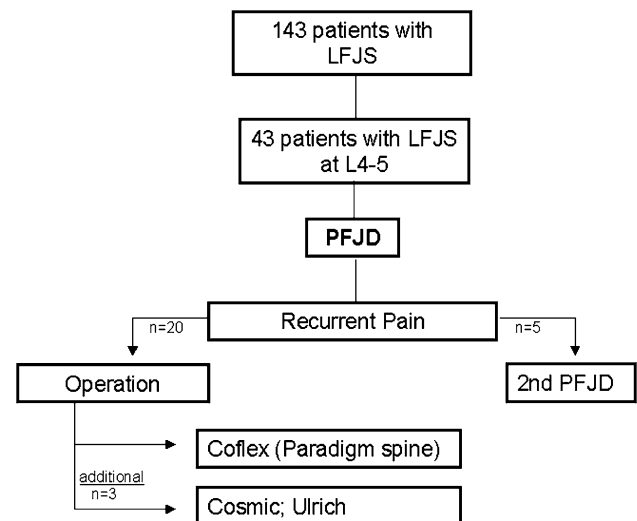 143 patients with
LFJS
43 patients with LFJS
at L4-5
PFJD
Recurrent Pain
n=20
n=5
Operation
2nd PFJD
Coflex (Paradigm spine)
additional
n=3
Cosmic; Ulrich